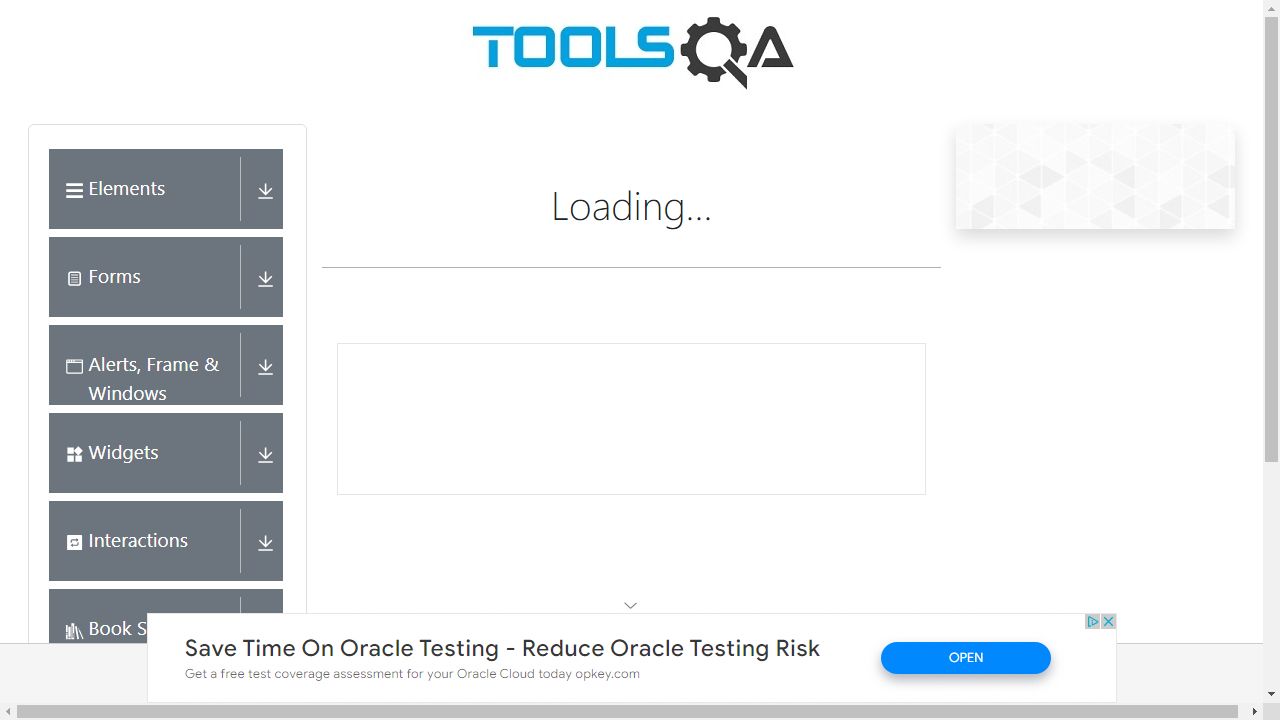 TOOLSQA
Elements
Forms
Alerts, Frame &
Windows
Widgets
Interactions
Book S
Loading...
Save Time On Oracle Testing - Reduce Oracle Testing Risk
Get a free test coverage assessment for your Oracle Cloud today opkey.com
OPEN